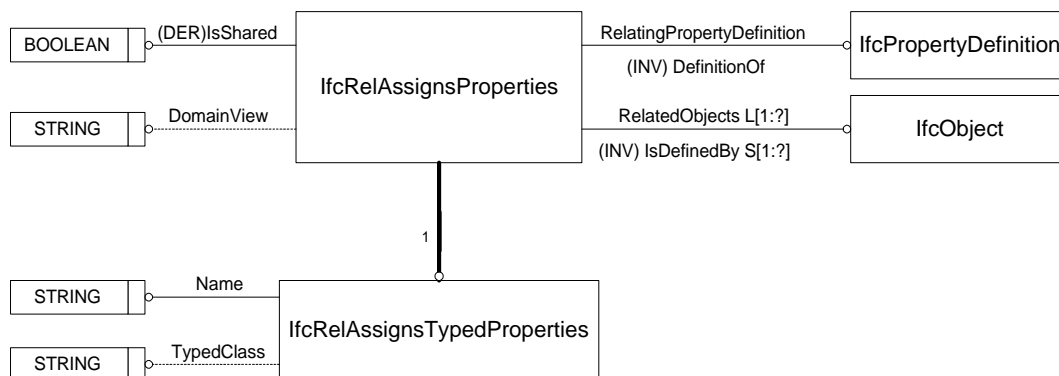 BOOLEAN
(DER)IsShared
IfcRelAssignsProperties
RelatingPropertyDefinition
(INV) DefinitionOf
IfcPropertyDefinition
STRING
DomainView
RelatedObjects L[1:?]
(INV) IsDefinedBy S[1:?]
IfcObject
1
STRING
Name
IfcRelAssignsTypedProperties
STRING
TypedClass